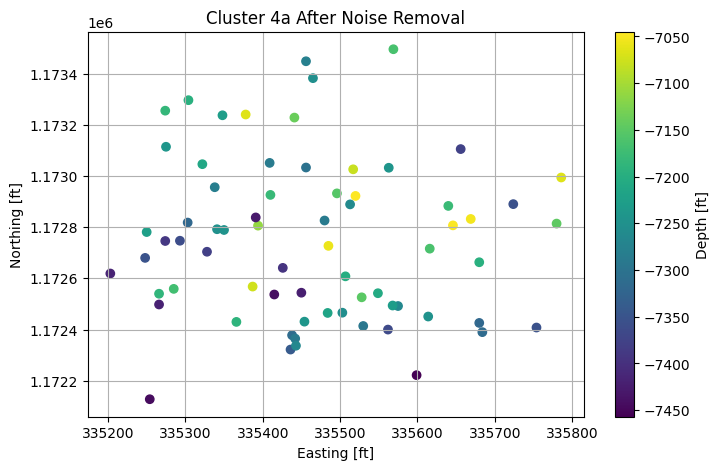 Cluster 4a After Noise Removal
1e6
1.1734
1.1732
1.1730
1.1728
1.1726
1.1724
1.1722
Northing [ft]
335200 335300 335400 335500 335600 335700 335800
Easting [ft]
−7050
−7100
−7150
−7200
−7250
−7300
−7350
−7400
−7450
Depth [ft]